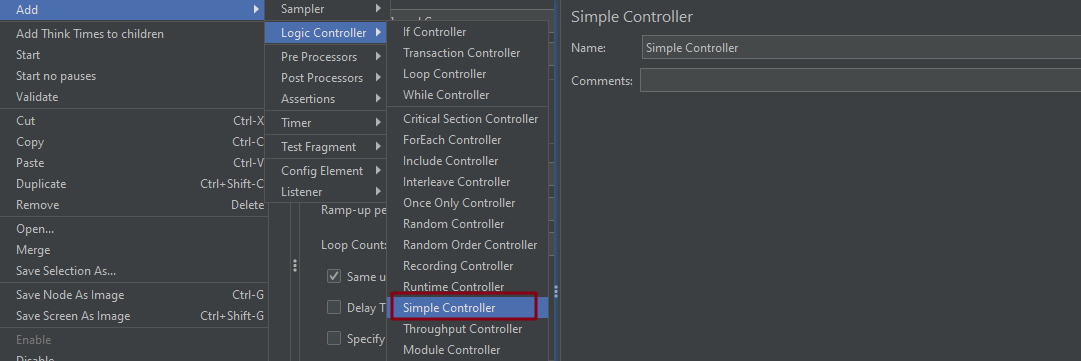 Add
Add Think Times to children
Start
Start no pauses
Validate
Cut Ctrl-X
Copy Ctrl-C
Paste Ctrl-V
Duplicate Ctrl+Shift-C
Remove Delete
Open...
Merge
Save Selection As...
Save Node As Image Ctrl-G
Save Screen As Image Ctrl+Shift-G
Enable
Disable
Sampler
Logic Controller
Pre Processors
Post Processors
Assertions
Timer
Test Fragment
Config Element
Listener
Ramp-up pe
Loop Count:
Same u
Delay T
Specify
If Controller
Transaction Controller
Loop Controller
While Controller
Critical Section Controller
ForEach Controller
Include Controller
Interleave Controller
Once Only Controller
Random Controller
Random Order Controller
Recording Controller
Runtime Controller
Simple Controller
Throughput Controller
Module Controller
Simple Controller
Name: Simple Controller
Comments: